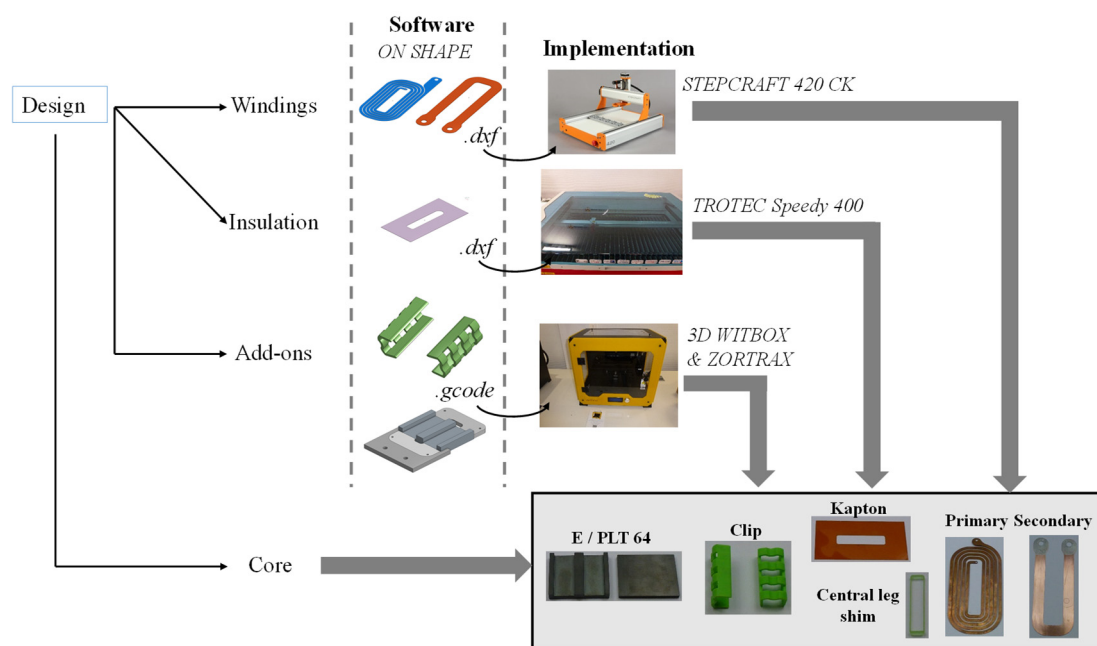 Software
ON SHAPE
Implementation
Design
Windings
STEPCRAFT 420 CK
.dxf
Insulation
TROTEC Speedy 400
.dxf
Add-ons
3D WITBOX
& ZORTRAX
.gcode
Core
E / PLT 64
Clip
Kapton
Central leg
shim
Primary
Secondary